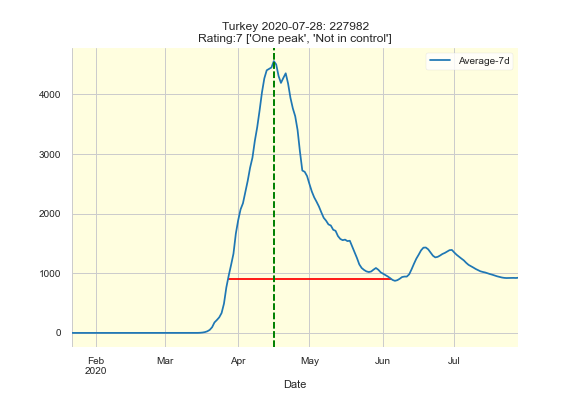 Turkey 2020-07-28: 227982
Rating:7 ['One peak', 'Not in control']
Average-7d
4000
3000
2000
1000
0
Feb
2020
Mar
Apr
May
Jun
Jul
Date